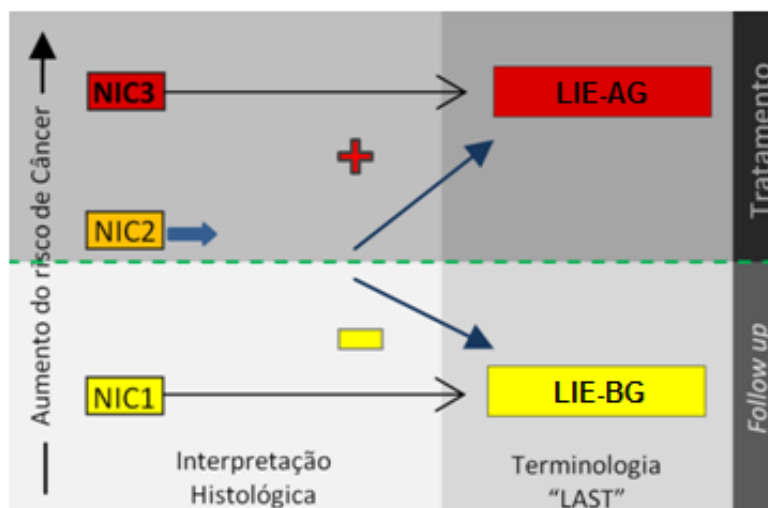 Aumento do risco de Câncer
NIC3
LIE-AG
Tratamento
NIC2
NIC1
LIE-BG
Follow up
Interpretação
Histológica
Terminologia
“LAST”